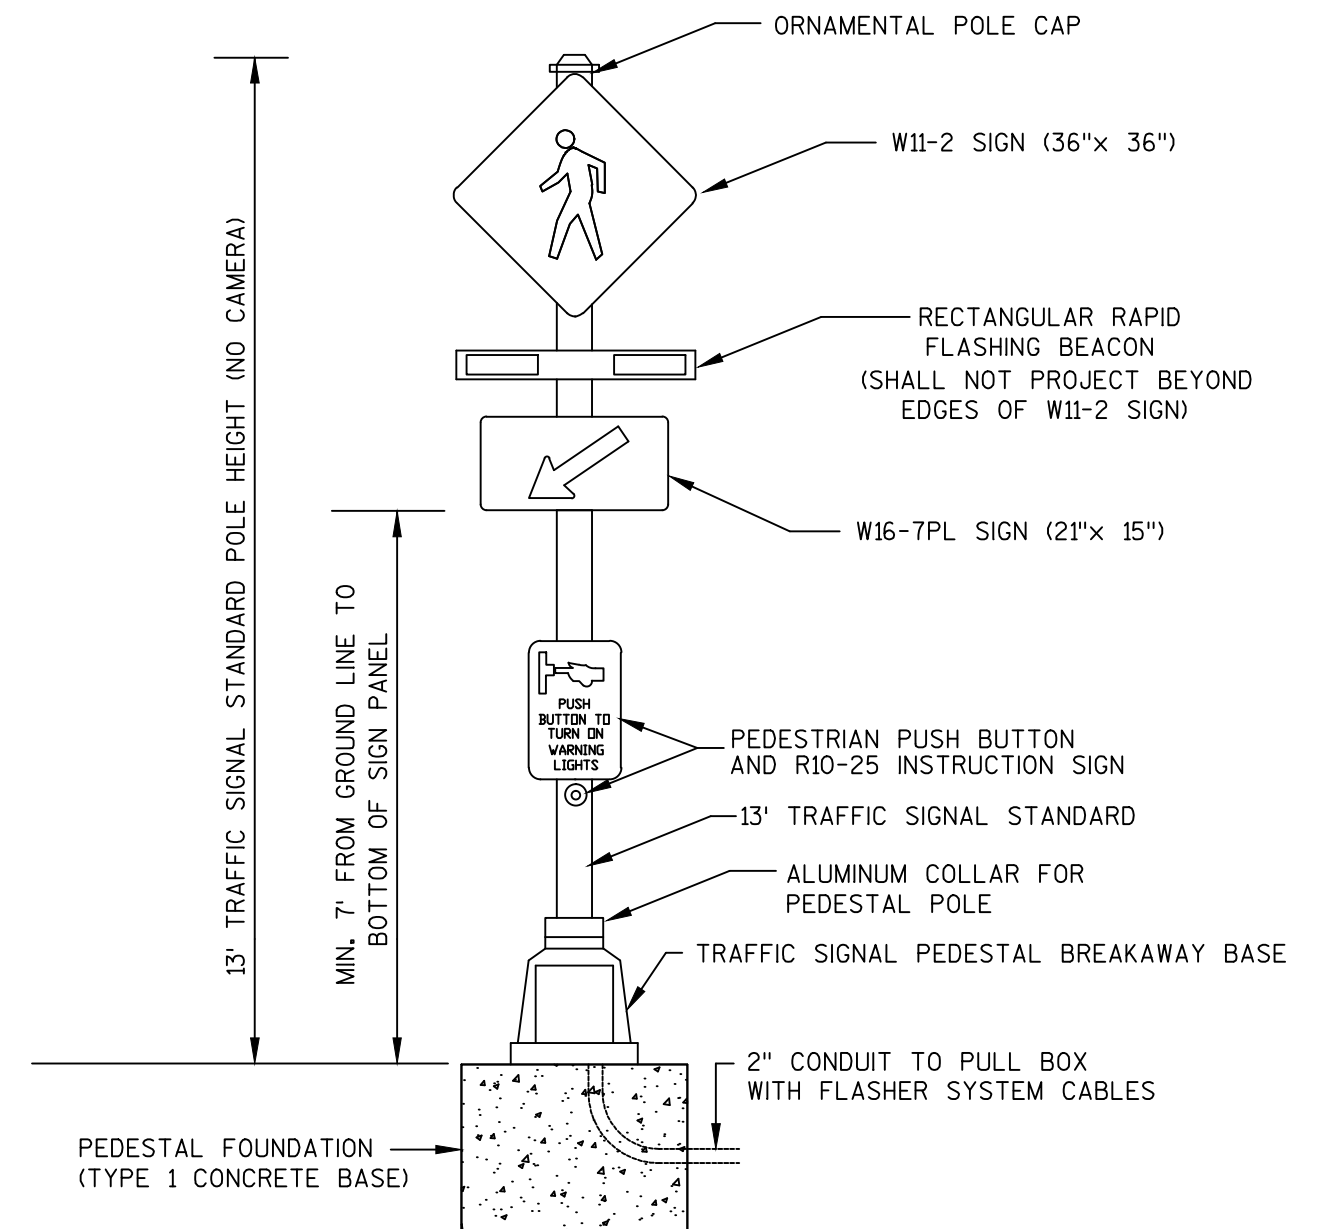 ORNAMENTAL POLE CAP
W11-2 SIGN (36"x 36")
13' TRAFFIC SIGNAL STANDARD POLE HEIGHT (NO CAMERA)
RECTANGULAR RAPID
FLASHING BEACON
(SHALL NOT PROJECT BEYOND
EDGES OF W11-2 SIGN)
W16-7PL SIGN (21"x 15")
MIN. 7' FROM GROUND LINE TO
BOTTOM OF SIGN PANEL
PUSH
BUTTON TO
TURN ON
WARNING
LIGHTS
PEDESTRIAN PUSH BUTTON
AND R10-25 INSTRUCTION SIGN
13' TRAFFIC SIGNAL STANDARD
ALUMINUM COLLAR FOR
PEDESTAL POLE
TRAFFIC SIGNAL PEDESTAL BREAKAWAY BASE
2" CONDUIT TO PULL BOX
WITH FLASHER SYSTEM CABLES
PEDESTAL FOUNDATION
(TYPE 1 CONCRETE BASE)